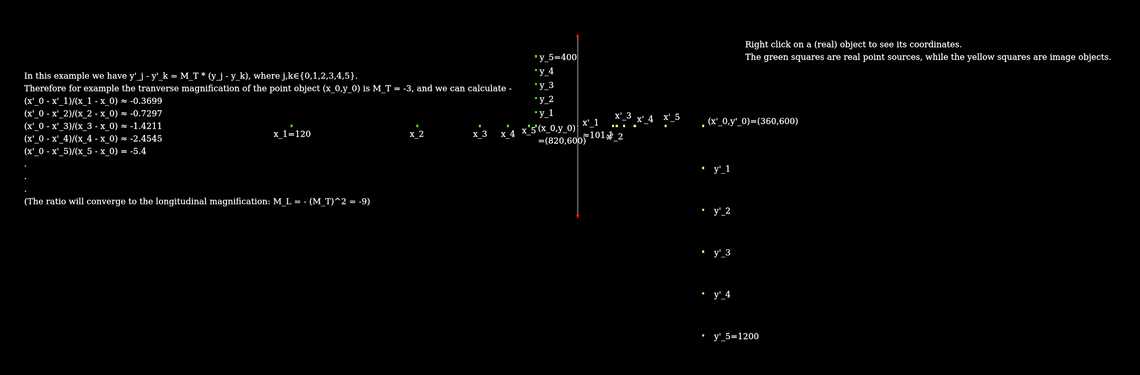 Right click on a (real) object to see its coordinates.
The green squares are real point sources, while the yellow squares are image objects.
In this example we have y'_j - y'_k = M_T * (y_j - y_k), where j,k∈{0,1,2,3,4,5}.
Therefore for example the tranverse magnification of the point object (x_0,y_0) is M_T = -3, and we can calculate -
(x'_0 - x'_1)/(x_1 - x_0) ≈ -0.3699
(x'_0 - x'_2)/(x_2 - x_0) ≈ -0.7297
(x'_0 - x'_3)/(x_3 - x_0) ≈ -1.4211
(x'_0 - x'_4)/(x_4 - x_0) ≈ -2.4545
(x'_0 - x'_5)/(x_5 - x_0) = -5.4
.
.
.
(The ratio will converge to the longitudinal magnification: M_L = - (M_T)^2 = -9)
x_1=120
x_2
x_3
x_4
x_5
y_5=400
y_4
y_3
y_2
y_1
(x_0,y_0)
=(820,600)
x'_1
x'_2
x'_3
x'_4
x'_5
(x'_0,y'_0)=(360,600)
y'_1
y'_2
y'_3
y'_4
y'_5=1200